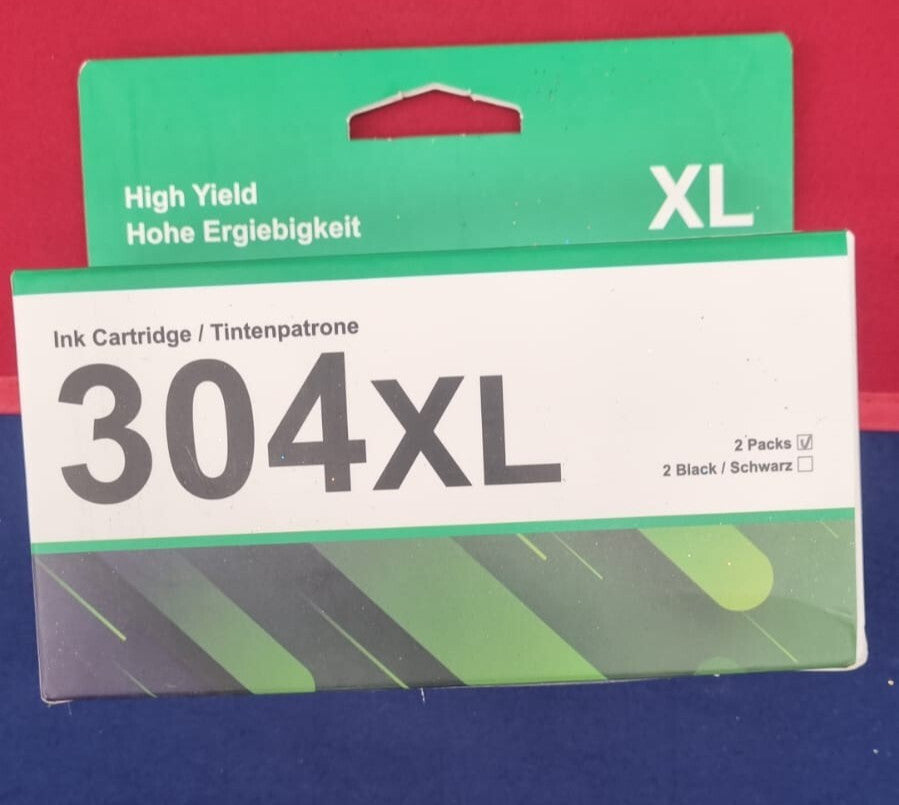 High Yield
Hohe Ergiebigkeit
XL
Ink Cartridge / Tintenpatrone
304XL
2 Packs ☑
2 Black / Schwarz ☐